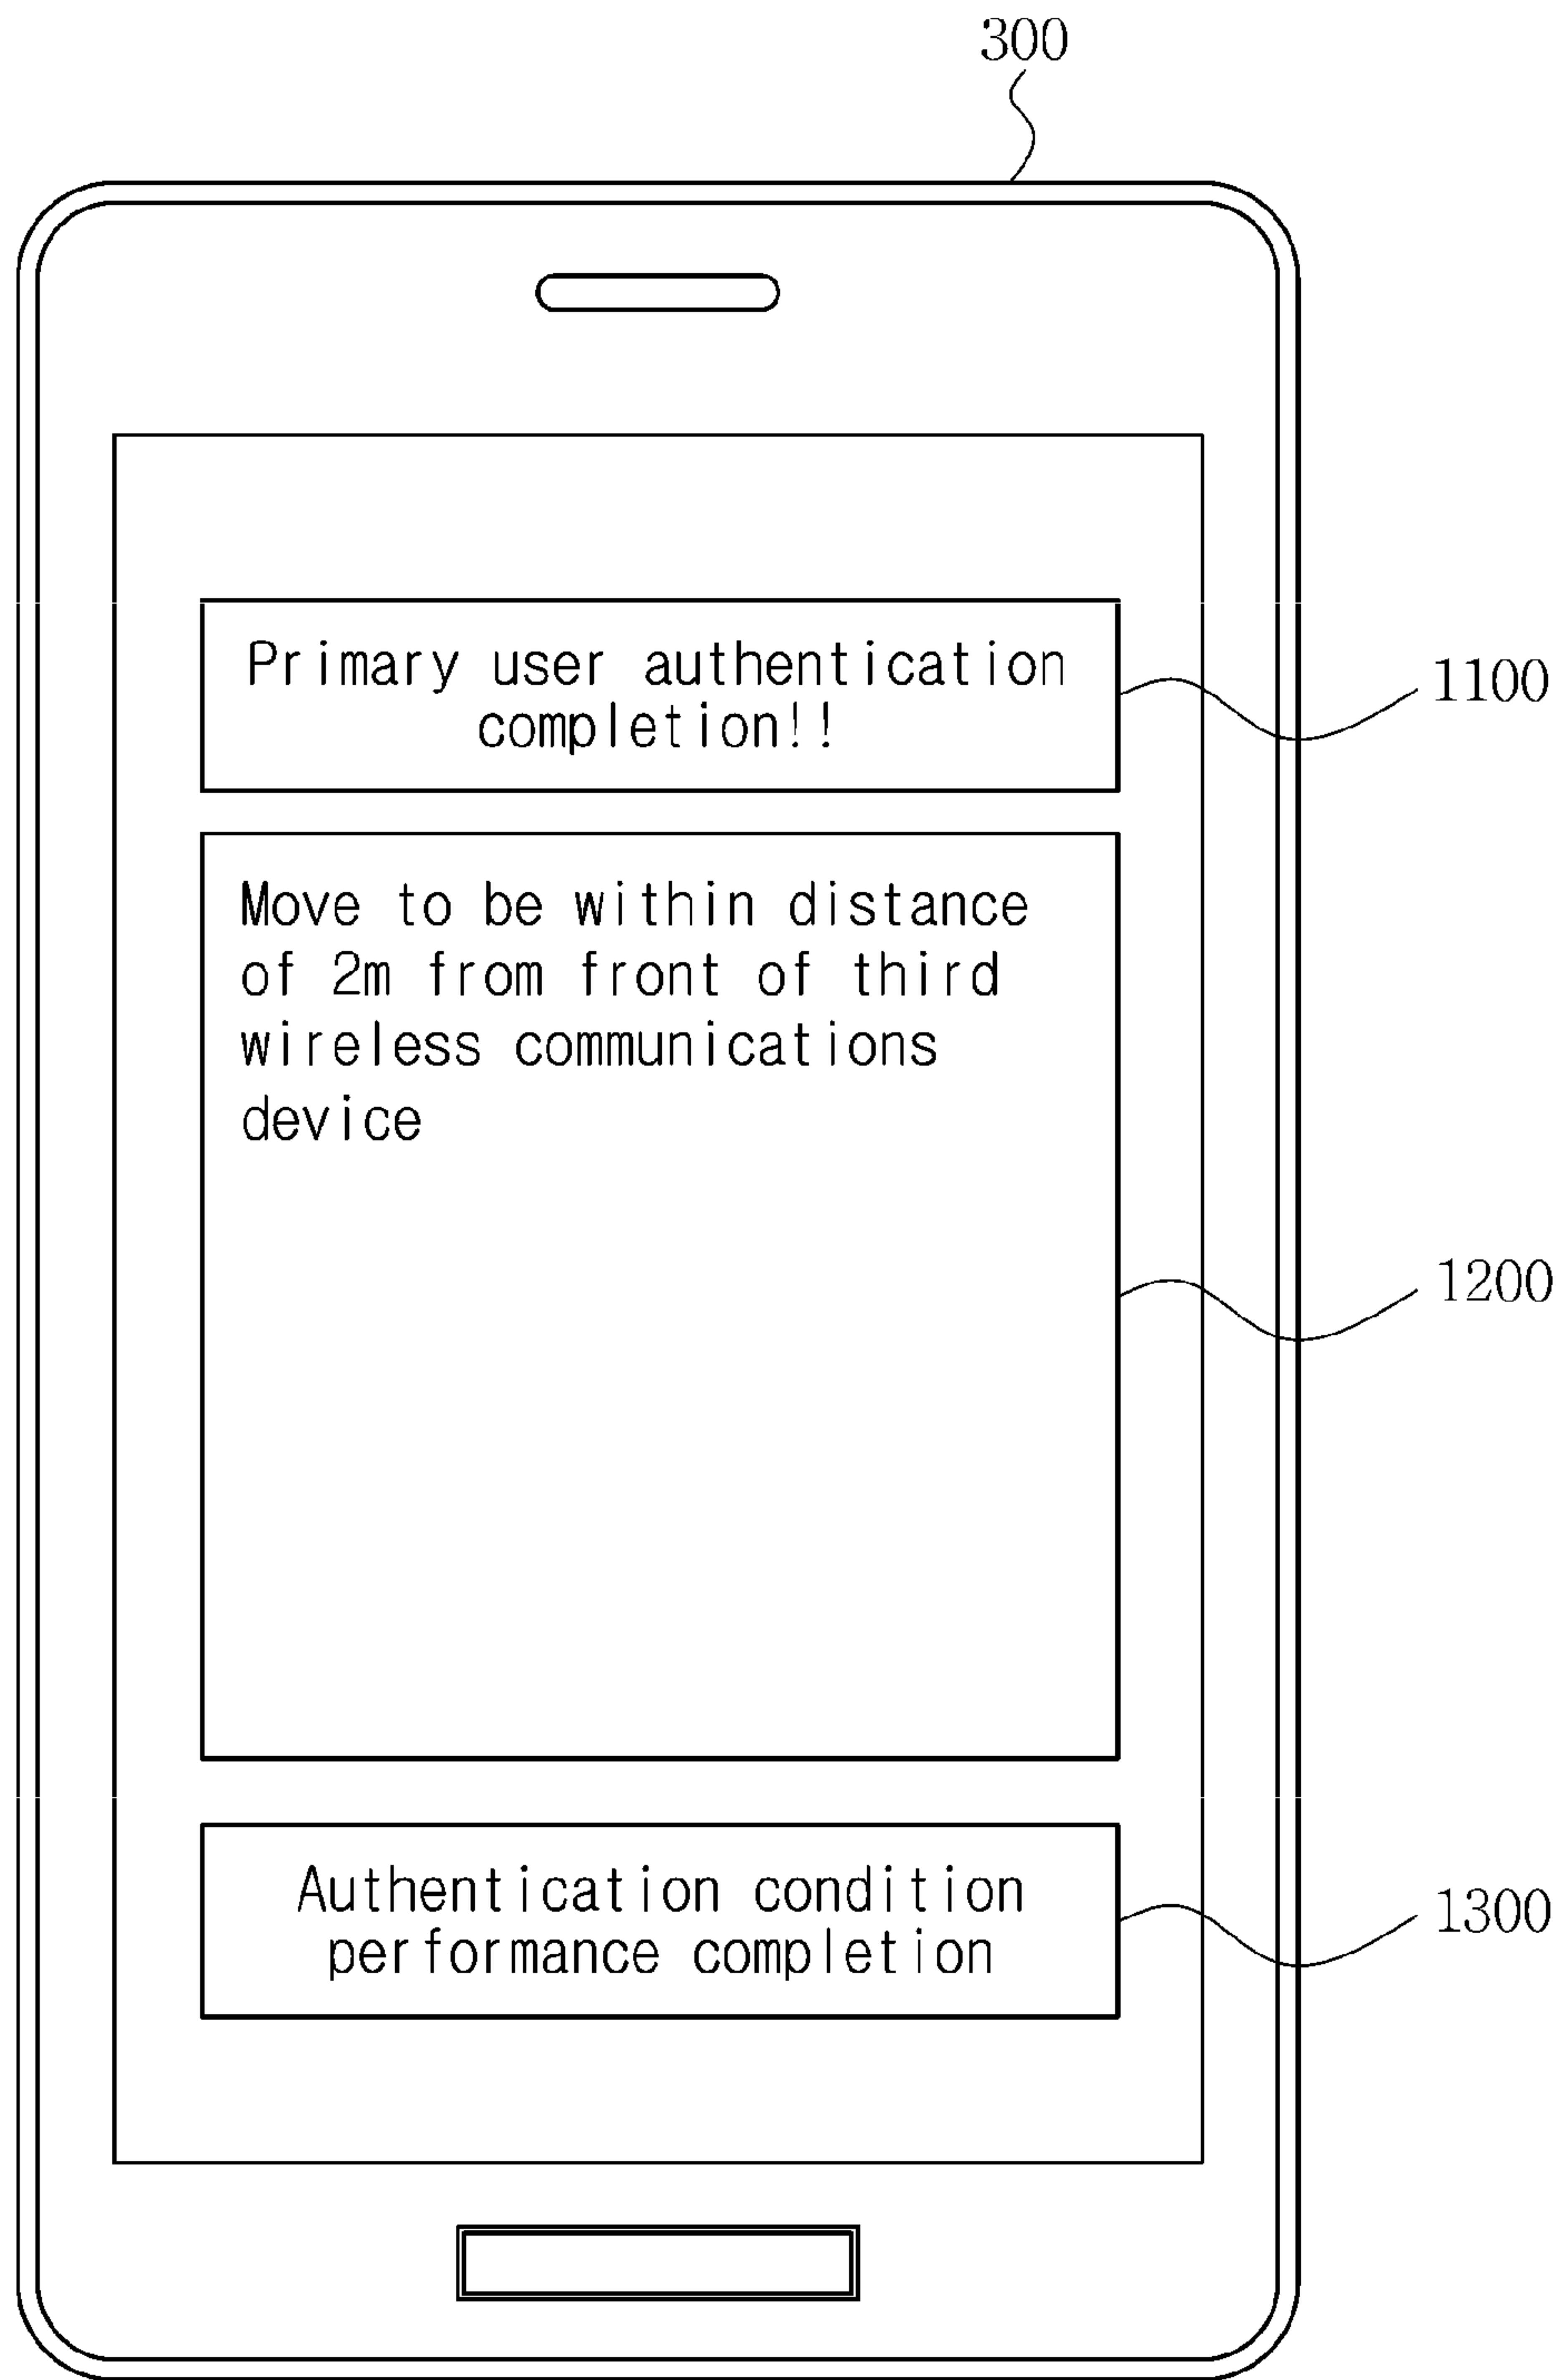 300
Primary user authentication
completion!!
1100
Move to be within distance
of 2m from front of third
wireless communications
device
1200
Authentication condition
performance completion
1300